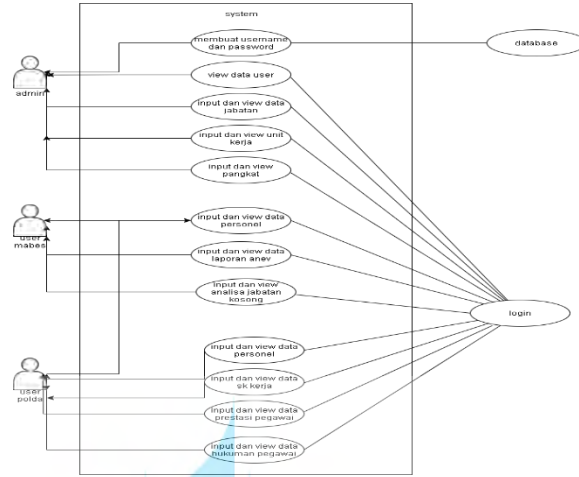 system
membuat username
dan password
database
view data user
admin
input dan view data
jabatan
input dan view unit
kerja
input dan view
pangkat
input dan view data
personel
user
mabes
input dan view data
laporan anev
input dan view
analisa jabatan
kosong
login
input dan view data
personel
input dan view data
sk kerja
user
polda
input dan view data
prestasi pegawai
input dan view data
hukuman pegawai